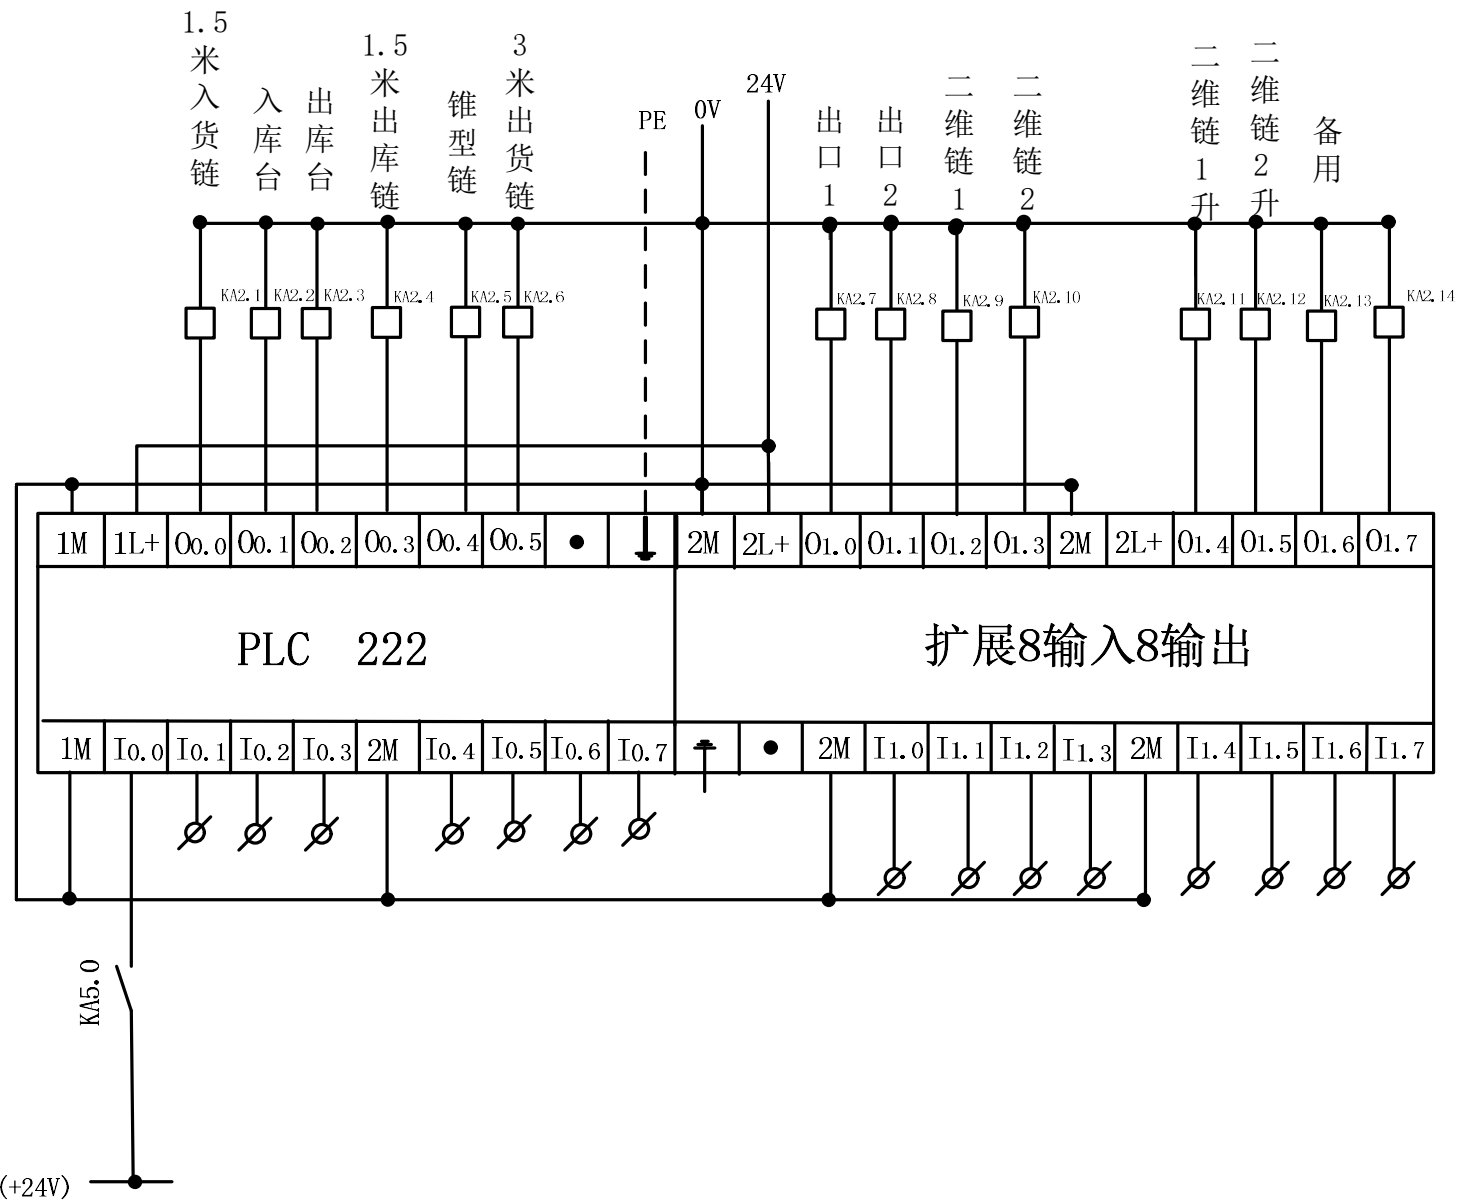 1.5米入货链
入库台
出库台
1.5米出库链
锥型链
3米出货链
PE
0V
24V
出口1
出口2
二维链1
二维链2
二维链1升
二维链2升
备用
KA2.1 KA2.2 KA2.3 KA2.4 KA2.5 KA2.6 KA2.7 KA2.8 KA2.9 KA2.10 KA2.11 KA2.12 KA2.13 KA2.14
1M 1L+ O0.0 O0.1 O0.2 O0.3 O0.4 O0.5 2M 2L+ O1.0 O1.1 O1.2 O1.3 2M 2L+ O1.4 O1.5 O1.6 O1.7
PLC 222
扩展8输入8输出
1M I0.0 I0.1 I0.2 I0.3 2M I0.4 I0.5 I0.6 I0.7 2M I1.0 I1.1 I1.2 I1.3 2M I1.4 I1.5 I1.6 I1.7
KA5.0
(+24V)